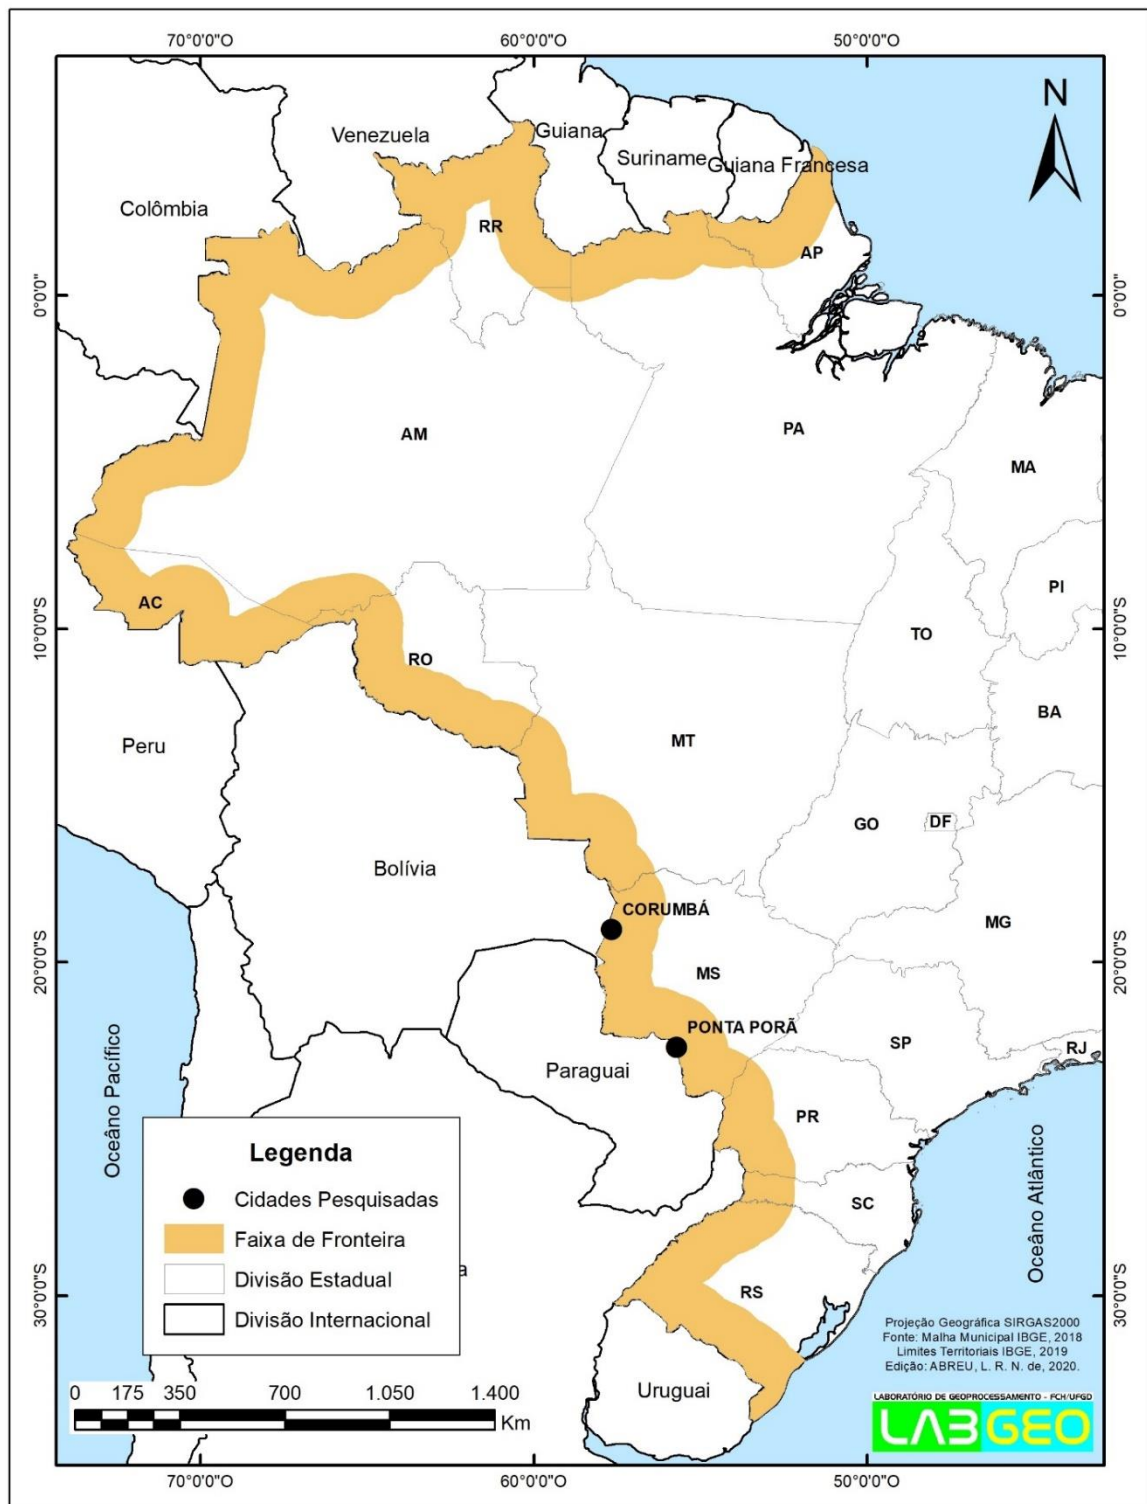 70°0'0"O 60°0'0"O 50°0'0"O
N
Venezuela
Guiana
Suriname
Guiana Francesa
Colômbia
RR
AP
0°0'0"
0°0'0"
AM
PA
MA
PI
AC
TO
10°0'0"S
10°0'0"S
RO
BA
Peru
MT
GO
DF
Bolívia
CORUMBÁ
MG
20°0'0"S
20°0'0"S
MS
PONTA PORÃ
SP
RJ
Oceâno Pacífico
Paraguai
PR
Oceâno Atlântico
SC
Legenda
Cidades Pesquisadas
Faixa de Fronteira
Divisão Estadual
a
Divisão Internacional
30°0'0"S
30°0'0"S
RS
Projeção Geográfica SIRGAS2000
Fonte: Malha Municipal IBGE, 2018
Limites Territoriais IBGE, 2019
Edição: ABREU, L. R. N. de, 2020.
Uruguai
0 175 350 700 1.050 1.400
Km
LABORATÓRIO DE GEOPROCESSAMENTO - FCH/UFGD
LABGEO
70°0'0"O 60°0'0"O 50°0'0"O